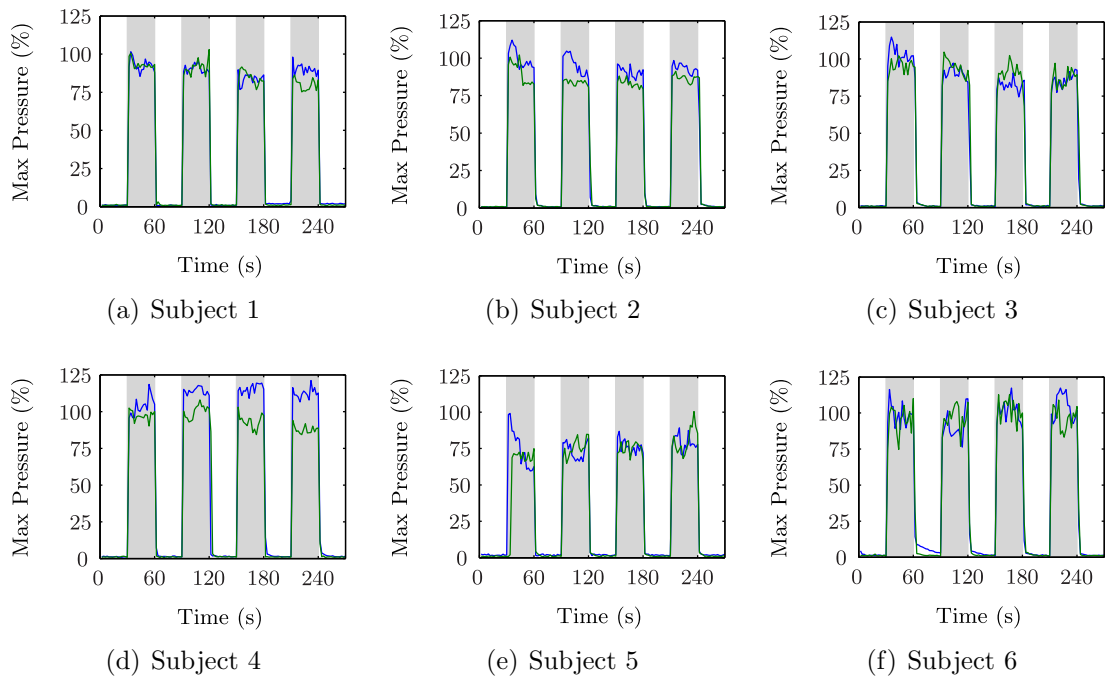 Max Pressure (%)
125
100
75
50
25
0
0 60 120 180 240
Time (s)
(a) Subject 1
Max Pressure (%)
125
100
75
50
25
0
0 60 120 180 240
Time (s)
(b) Subject 2
Max Pressure (%)
125
100
75
50
25
0
0 60 120 180 240
Time (s)
(c) Subject 3
Max Pressure (%)
125
100
75
50
25
0
0 60 120 180 240
Time (s)
(d) Subject 4
Max Pressure (%)
125
100
75
50
25
0
0 60 120 180 240
Time (s)
(e) Subject 5
Max Pressure (%)
125
100
75
50
25
0
0 60 120 180 240
Time (s)
(f) Subject 6